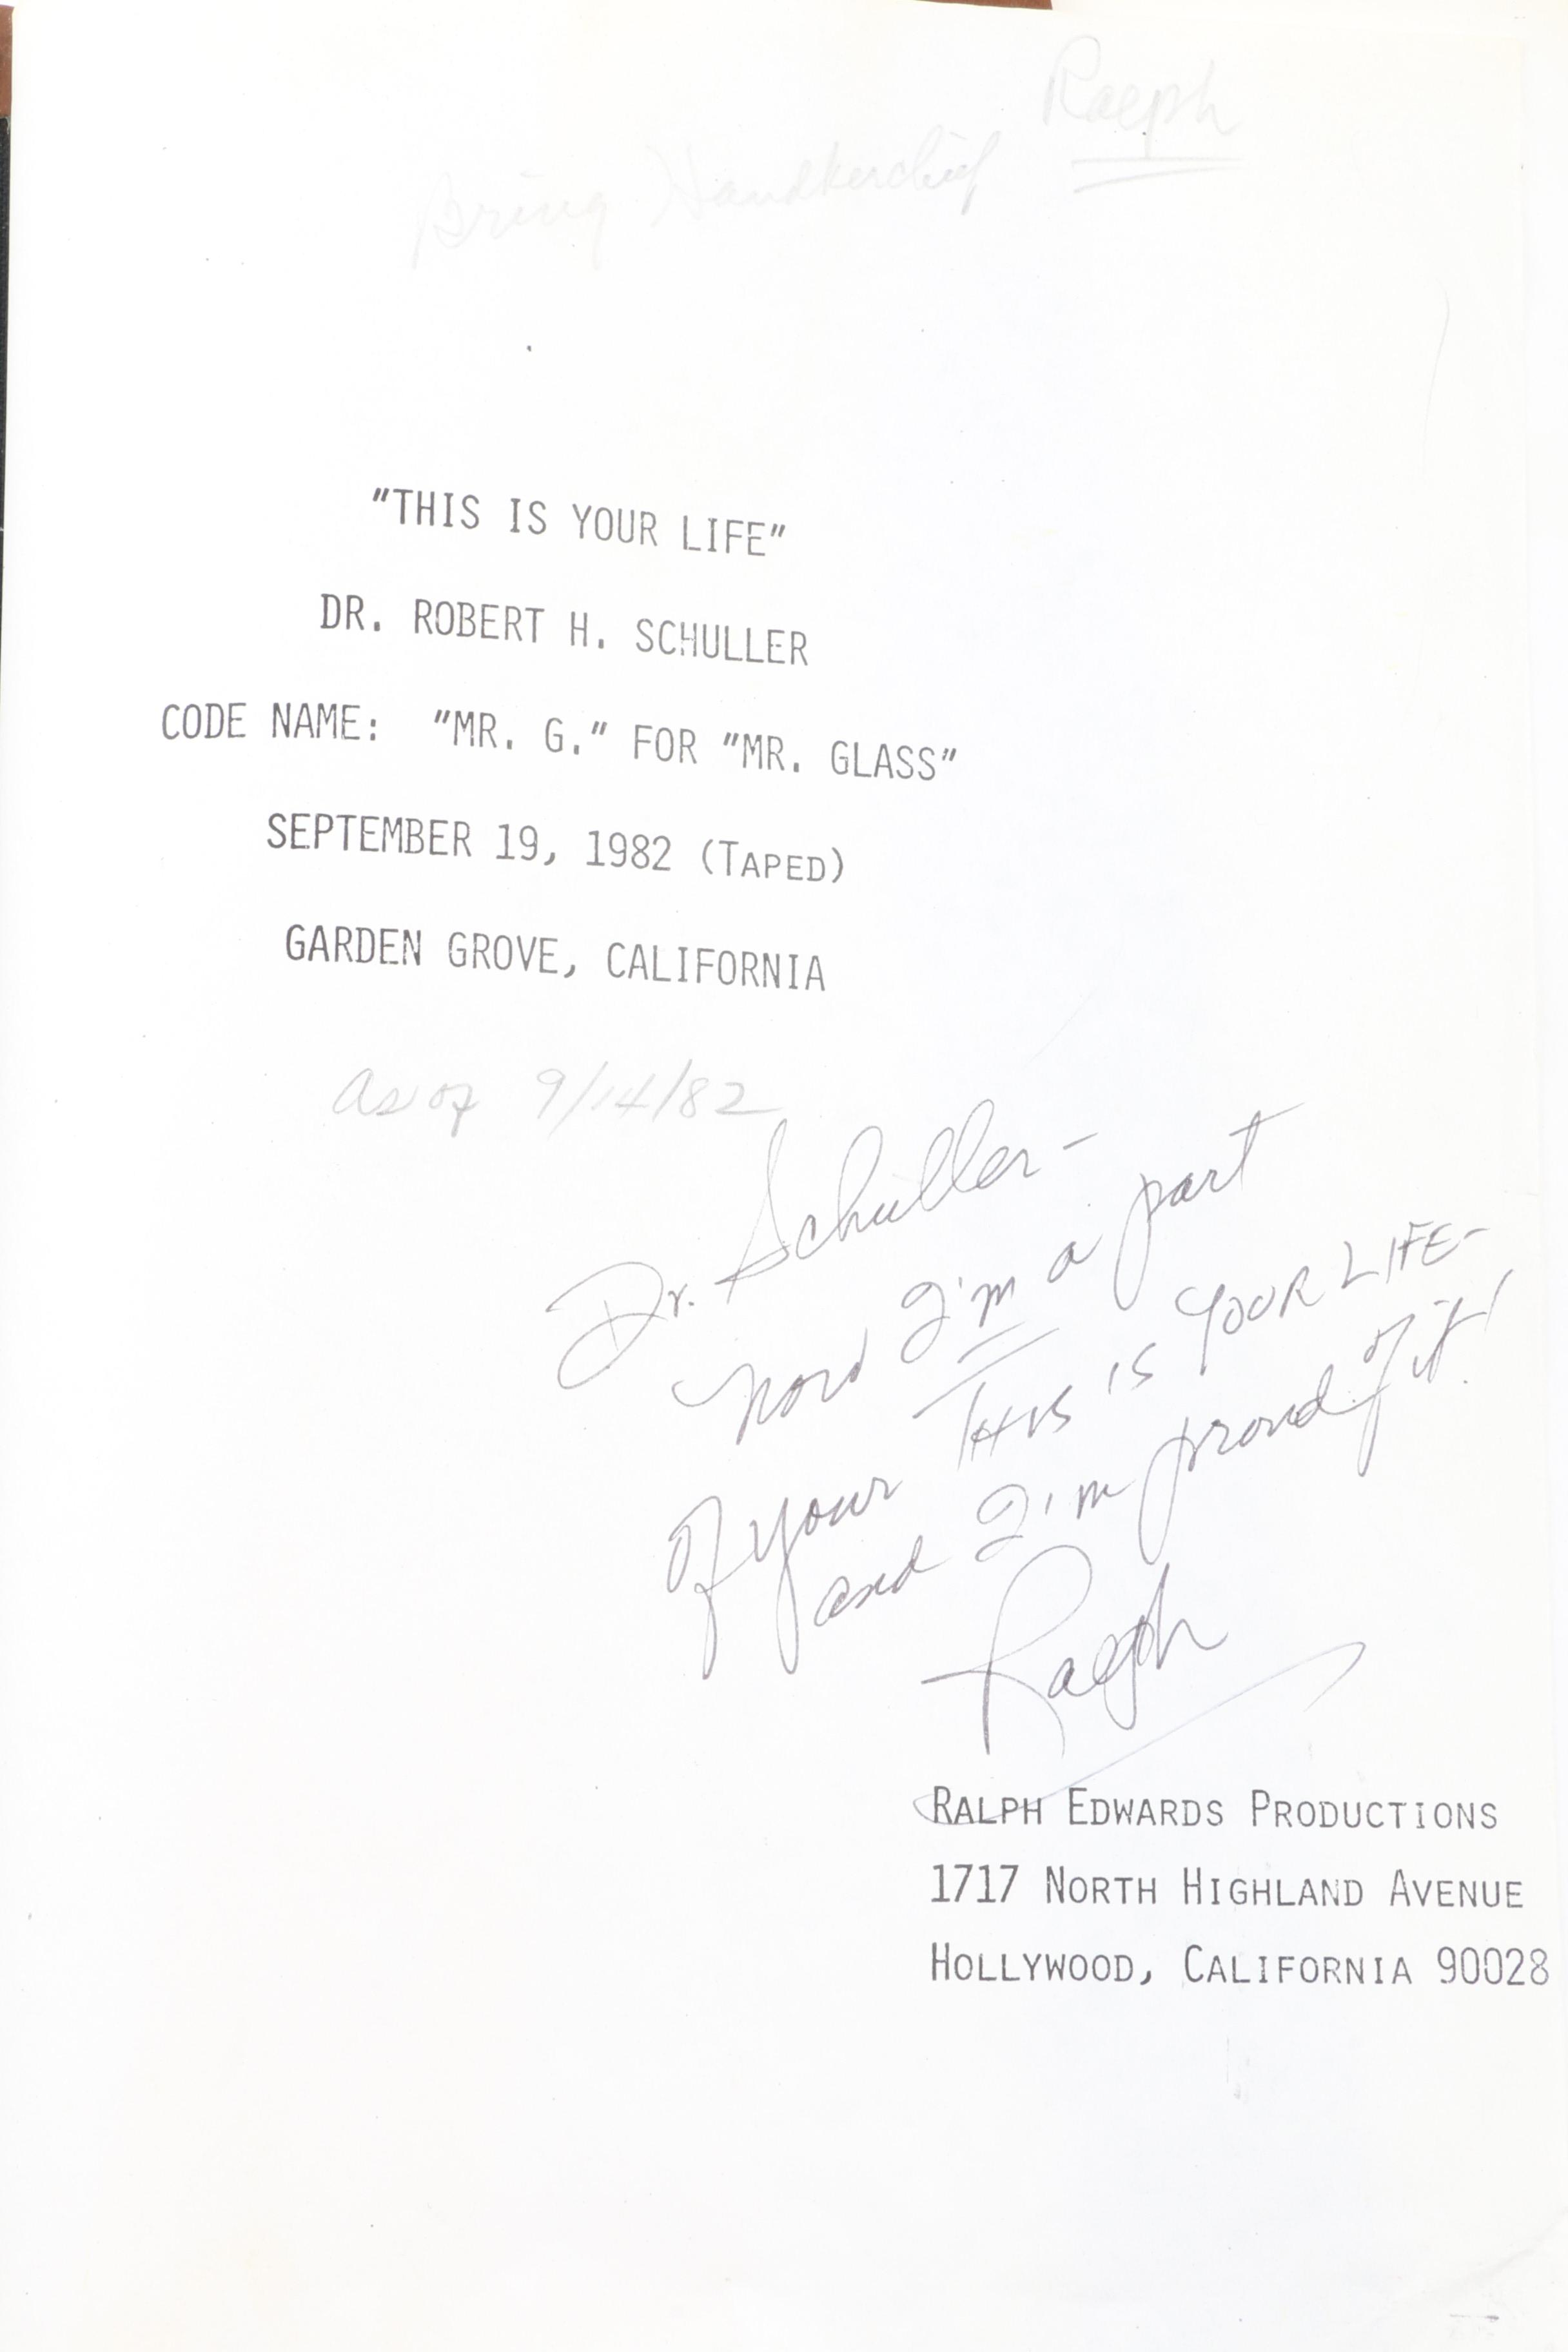 Ralph
Bring Handkerchief
"THIS IS YOUR LIFE"
DR. ROBERT H. SCHULLER
CODE NAME: "MR. G." FOR "MR. GLASS"
SEPTEMBER 19, 1982 (TAPED)
GARDEN GROVE, CALIFORNIA
As of 9/14/82
Dr. Schuller -
now I'm a part
of your THIS IS YOUR LIFE -
and I'm proud of it!
Ralph
RALPH EDWARDS PRODUCTIONS
1717 NORTH HIGHLAND AVENUE
HOLLYWOOD, CALIFORNIA 90028